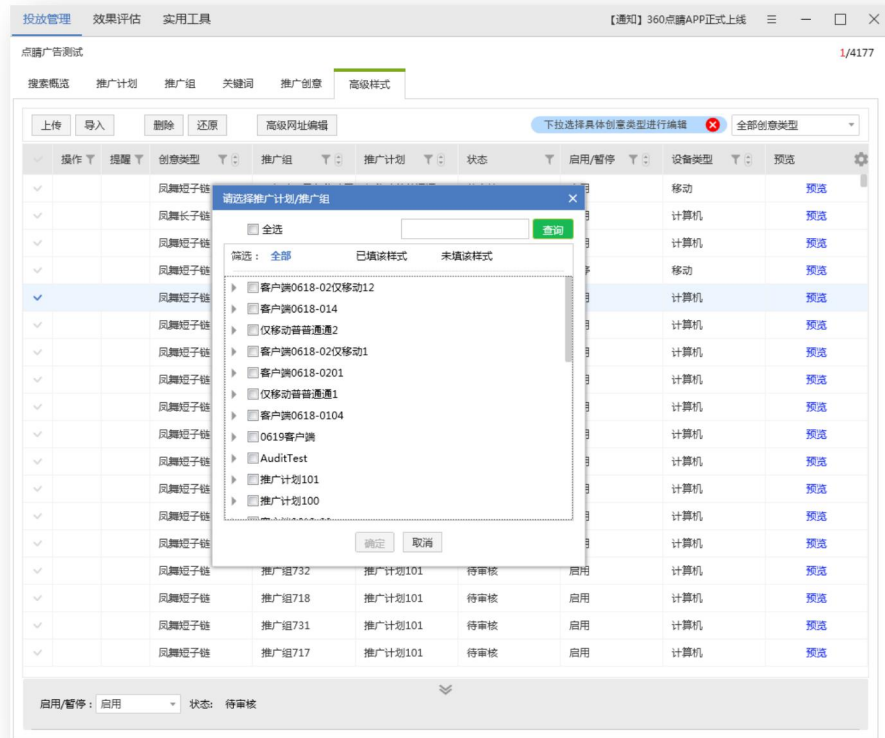 投放管理 效果评估 实用工具 【通知】360点睛APP正式上线
点睛广告测试 1/4177
搜索概览 推广计划 推广组 关键词 推广创意 高级样式
上传 导入 删除 还原 高级网址编辑 下拉选择具体创意类型进行编辑 全部创意类型
操作 提醒 创意类型 推广组 推广计划 状态 启用/暂停 设备类型 预览
凤舞短子链 移动 预览
凤舞长子链 计算机 预览
凤舞短子链 计算机 预览
凤舞短子链 移动 预览
凤舞短子链 计算机 预览
凤舞短子链 计算机 预览
凤舞短子链 计算机 预览
凤舞短子链 计算机 预览
凤舞短子链 计算机 预览
凤舞短子链 计算机 预览
凤舞短子链 计算机 预览
凤舞短子链 计算机 预览
凤舞短子链 计算机 预览
凤舞短子链 计算机 预览
凤舞短子链 推广组732 推广计划101 待审核 启用 计算机 预览
凤舞短子链 推广组718 推广计划101 待审核 启用 计算机 预览
凤舞短子链 推广组731 推广计划101 待审核 启用 计算机 预览
凤舞短子链 推广组717 推广计划101 待审核 启用 计算机 预览
请选择推广计划/推广组
全选 查询
筛选： 全部 已填该样式 未填该样式
客户端0618-02仅移动12
客户端0618-014
仅移动普普通通2
客户端0618-02仅移动1
客户端0618-0201
仅移动普普通通1
客户端0618-0104
0619客户端
AuditTest
推广计划101
推广计划100
确定 取消
启用/暂停： 启用 状态: 待审核